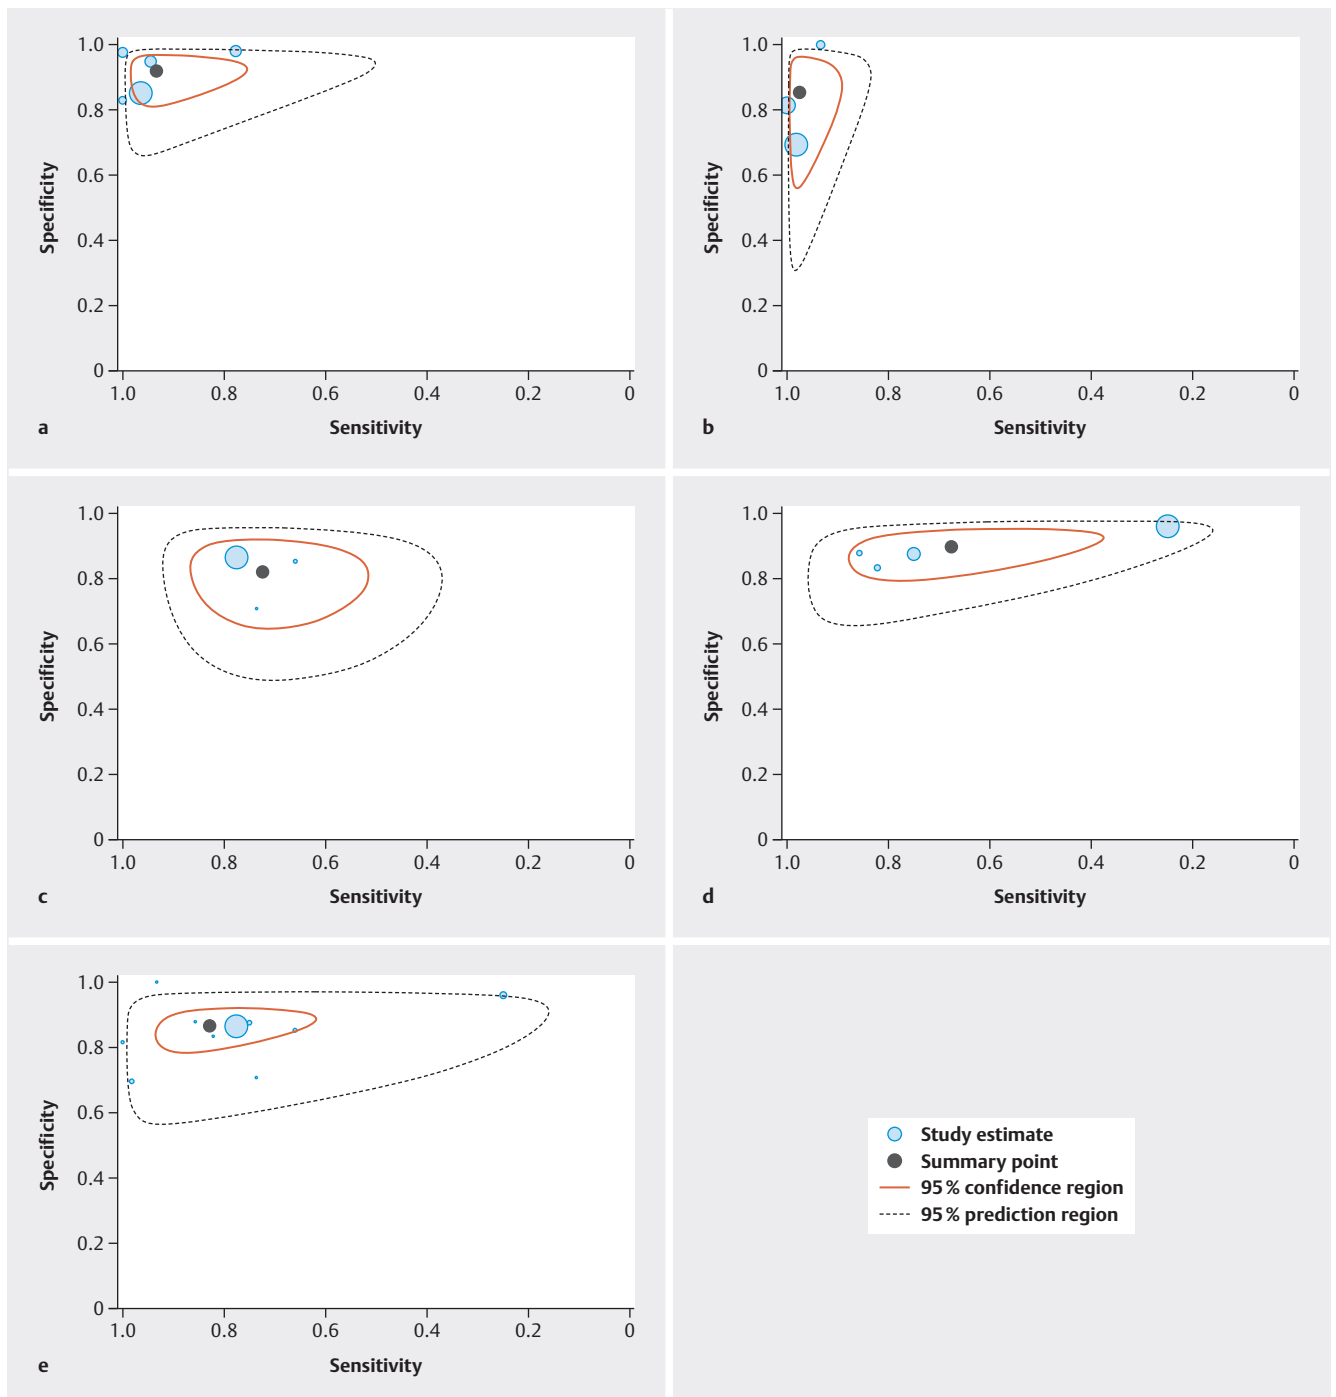 1.0
0.8
0.6
0.4
0.2
0
Specificity
1.0 0.8 0.6 0.4 0.2 0
a Sensitivity
1.0
0.8
0.6
0.4
0.2
0
Specificity
1.0 0.8 0.6 0.4 0.2 0
b Sensitivity
1.0
0.8
0.6
0.4
0.2
0
Specificity
1.0 0.8 0.6 0.4 0.2 0
c Sensitivity
1.0
0.8
0.6
0.4
0.2
0
Specificity
1.0 0.8 0.6 0.4 0.2 0
d Sensitivity
1.0
0.8
0.6
0.4
0.2
0
Specificity
1.0 0.8 0.6 0.4 0.2 0
e Sensitivity
Study estimate
Summary point
95 % confidence region
95 % prediction region